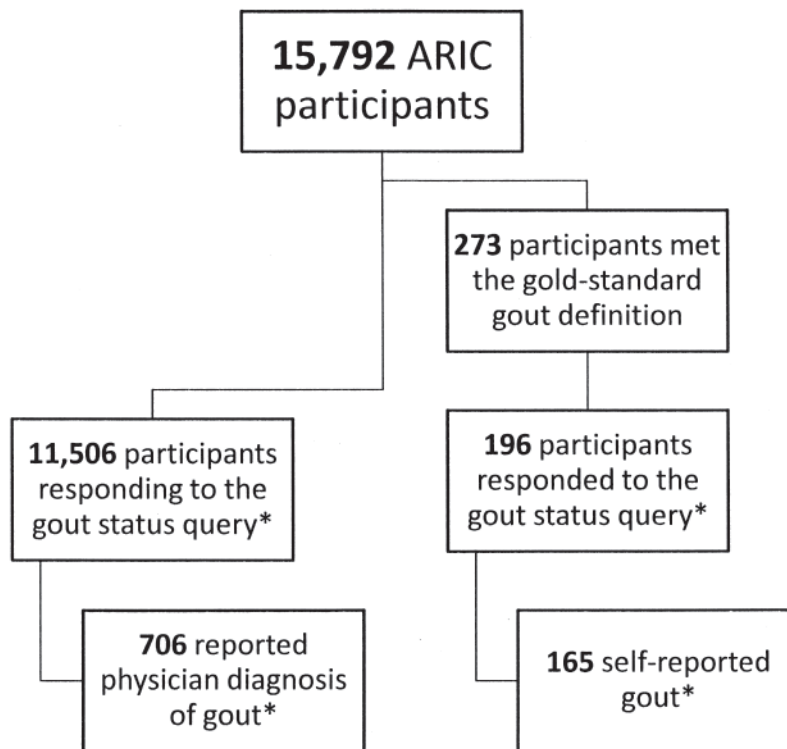 15,792 ARIC
participants
273 participants met
the gold-standard
gout definition
11,506 participants
responding to the
gout status query*
196 participants
responded to the
gout status query*
706 reported
physician diagnosis
of gout*
165 self-reported
gout*